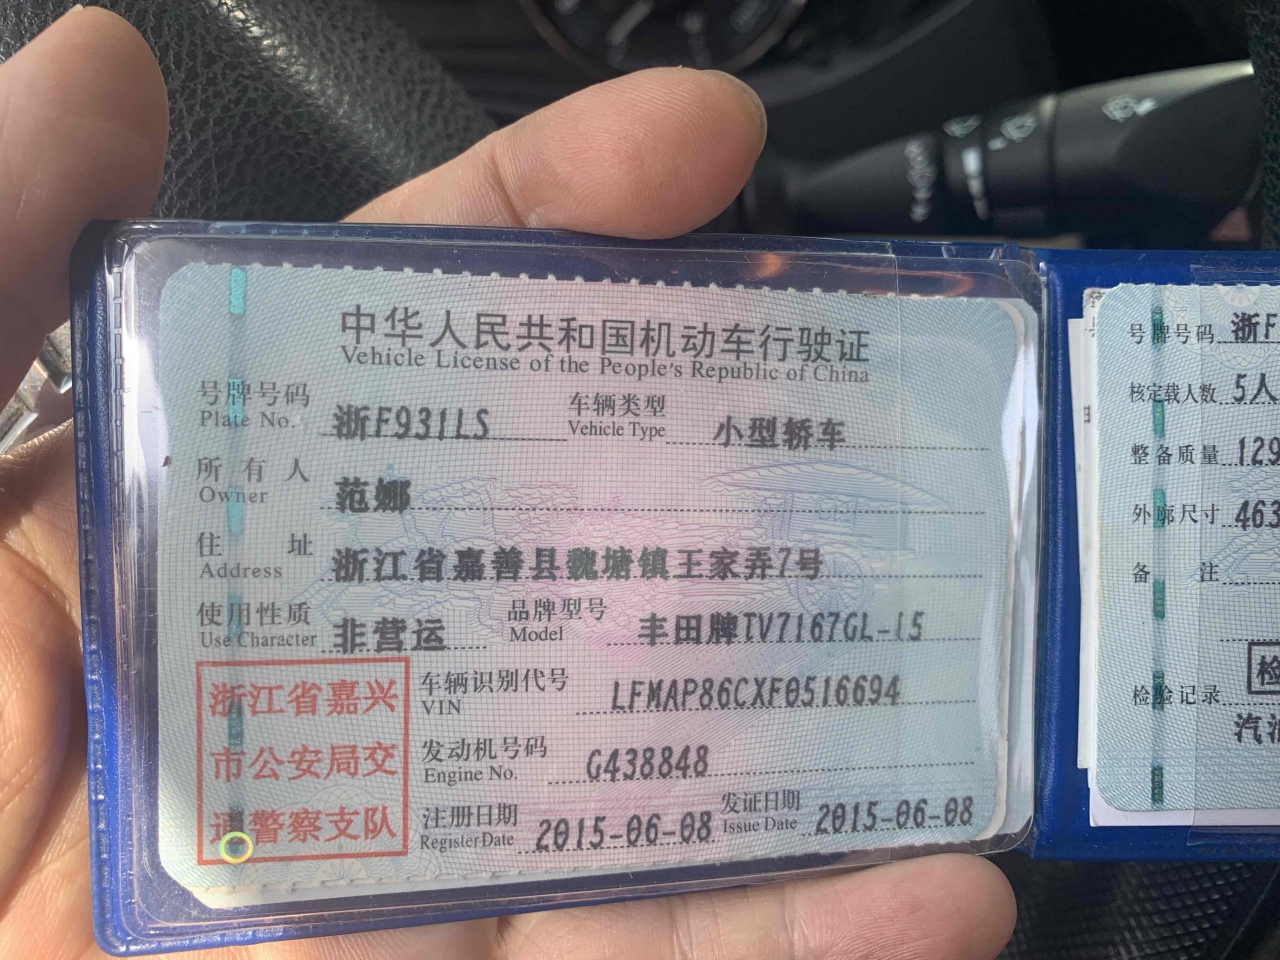 中华人民共和国机动车行驶证
Vehicle License of the People's Republic of China
号牌号码 浙F931LS 车辆类型 小型轿车
Plate No. Vehicle Type
所有人 范娜
Owner
住址 浙江省嘉善县魏塘镇王家弄7号
Address
使用性质 非营运 品牌型号 丰田牌TV7167GL-i5
Use Character Model
车辆识别代号 LFMAP86CXF0516694
VIN
发动机号码 G438848
Engine No.
注册日期 2015-06-08 发证日期 2015-06-08
Register Date Issue Date
浙江省嘉兴
市公安局交
通警察支队
号牌号码 浙F
核定载人数 5人
整备质量 129
外廓尺寸 463
备注
检验记录 检
汽油